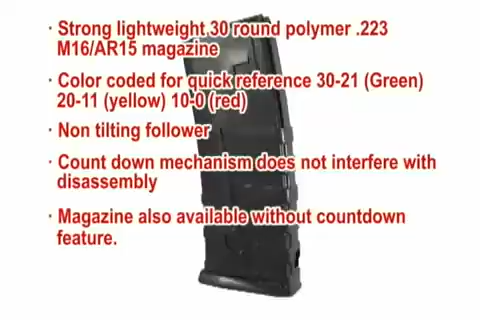 · Strong lightweight 30 round polymer .223
M16/AR15 magazine
· Color coded for quick reference 30-21 (Green)
20-11 (yellow) 10-0 (red)
· Non tilting follower
· Count down mechanism does not interfere with
disassembly
· Magazine also available without countdown
feature.